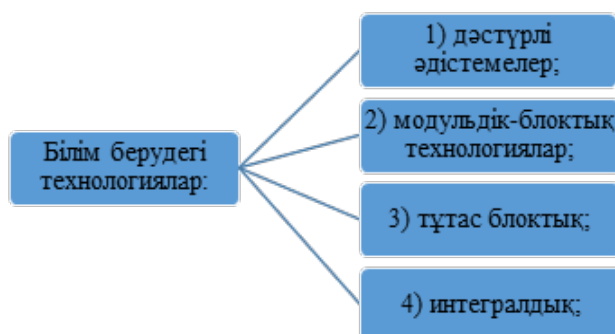 Білім берудегі
технологиялар:
1) дәстүрлі
әдістемелер;
2) модульдік-блоктық
технологиялар;
3) тұтас блоктық;
4) интегралдық;